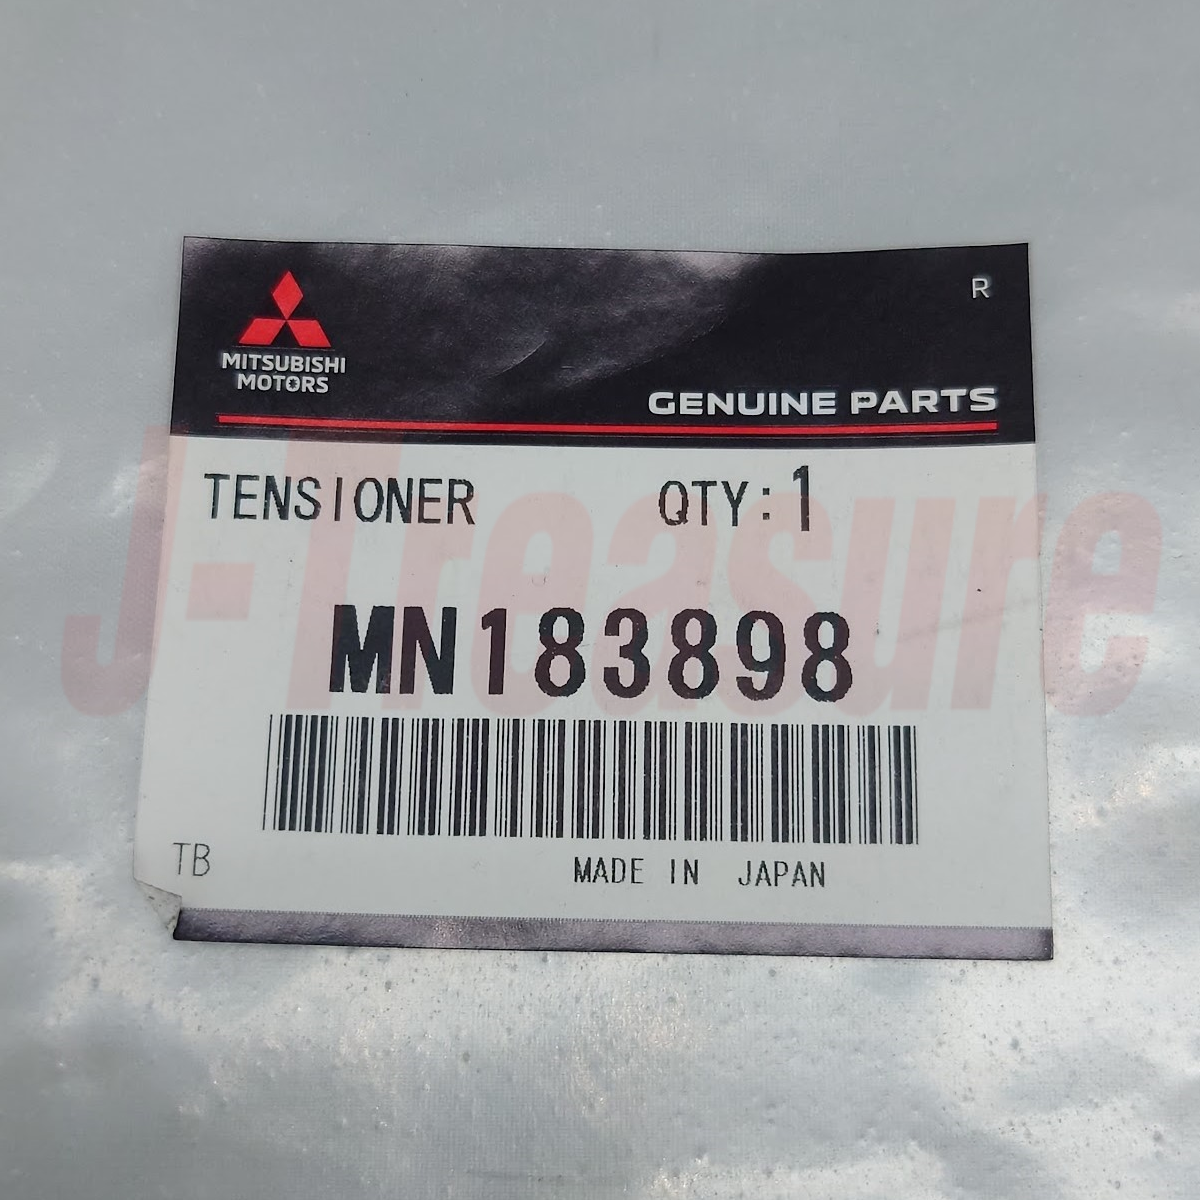 R
MITSUBISHI
MOTORS
GENUINE PARTS
TENSIONER QTY:1
MN183898
TB
MADE IN JAPAN
J-Treasure